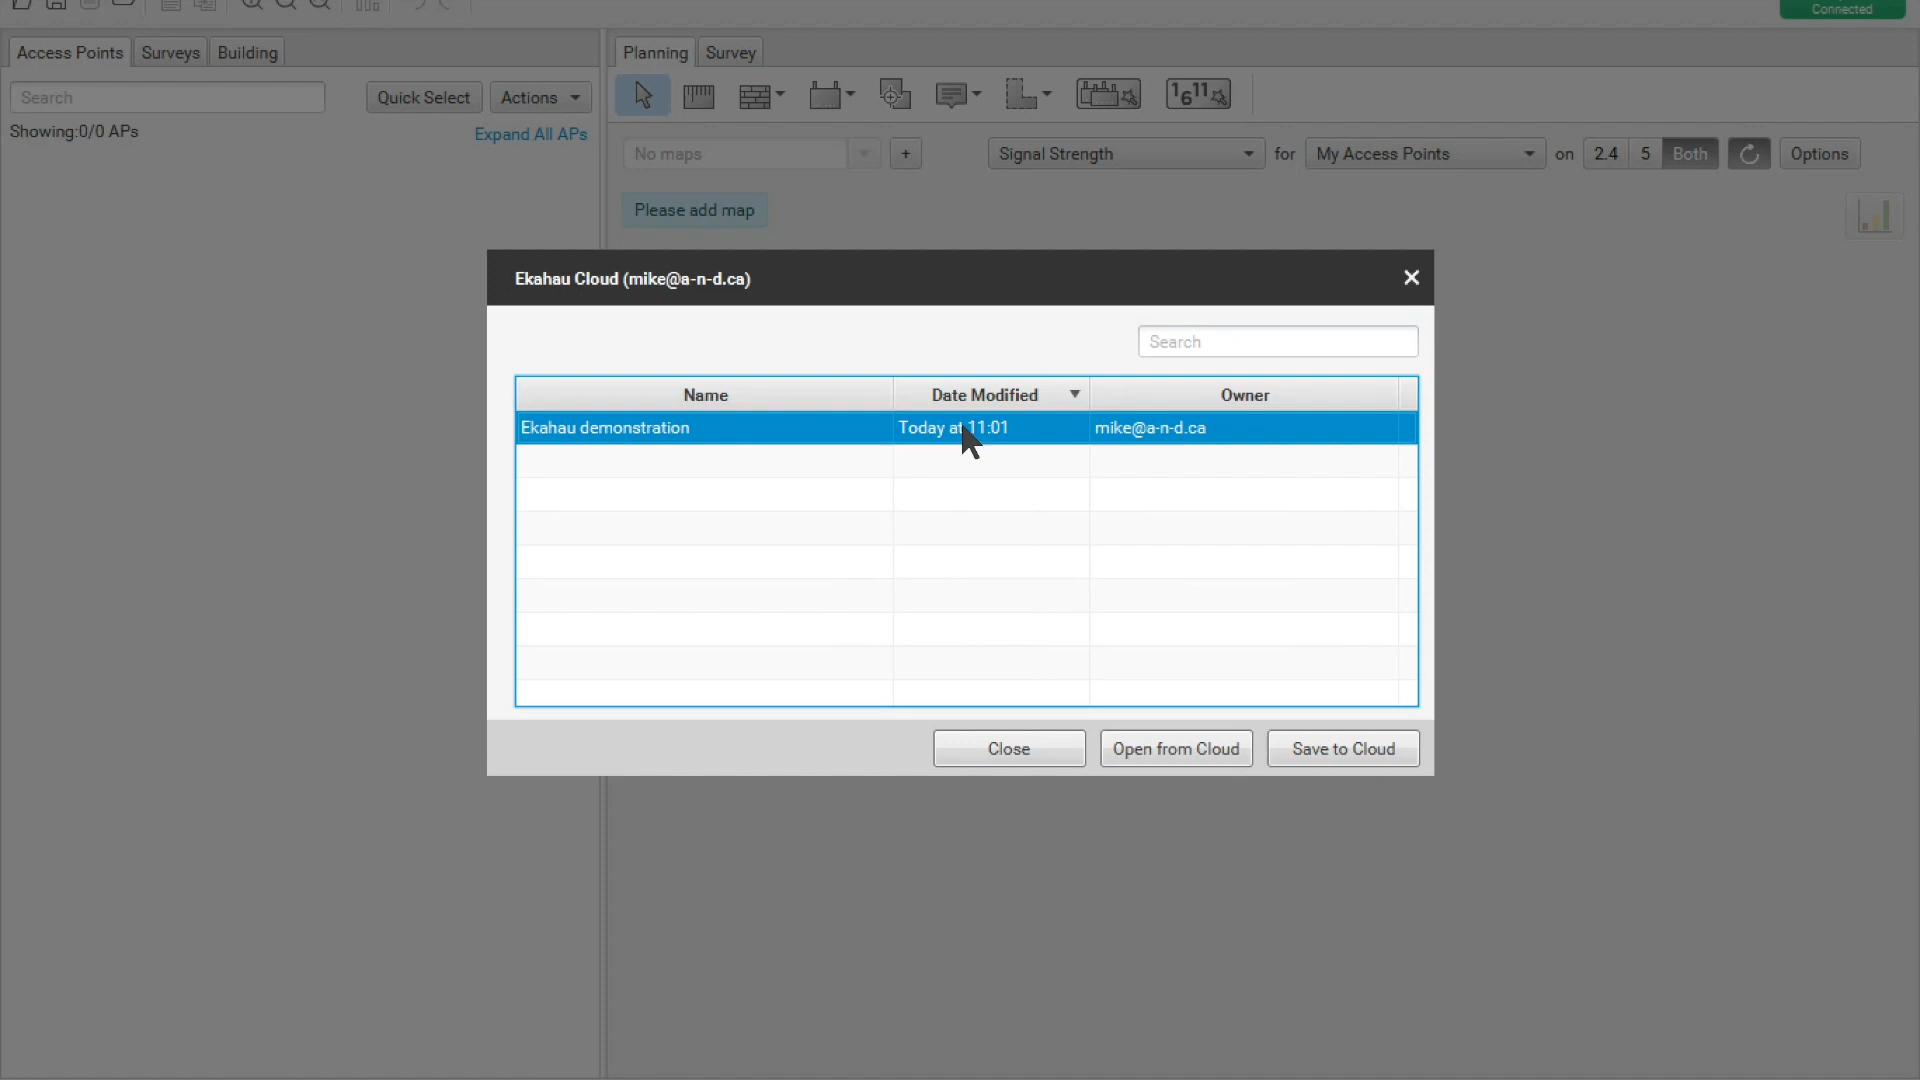 Connected
Access Points Surveys Building
Planning Survey
Search Quick Select Actions
1 6 11
Showing:0/0 APs Expand All APs
No maps + Signal Strength for My Access Points on 2.4 5 Both Options
Please add map
Ekahau Cloud (mike@a-n-d.ca)
Search
Name Date Modified Owner
Ekahau demonstration Today at 11:01 mike@a-n-d.ca
Close Open from Cloud Save to Cloud